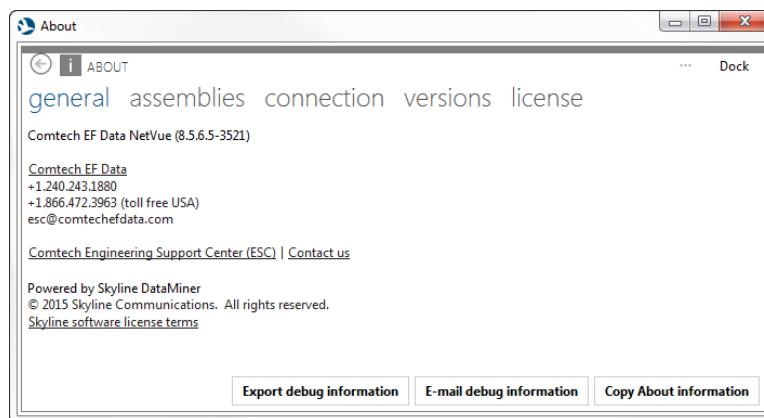 About
i ABOUT
... Dock
general assemblies connection versions license
Comtech EF Data NetVue (8.5.6.5-3521)
Comtech EF Data
+1.240.243.1880
+1.866.472.3963 (toll free USA)
esc@comtechefdata.com
Comtech Engineering Support Center (ESC) | Contact us
Powered by Skyline DataMiner
© 2015 Skyline Communications.  All rights reserved.
Skyline software license terms
Export debug information E-mail debug information Copy About information